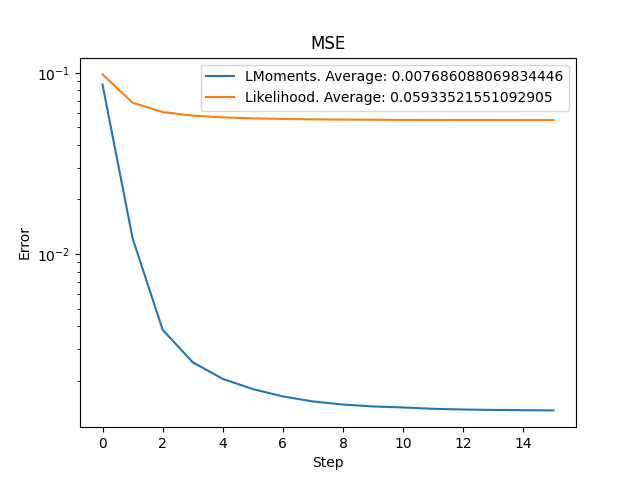 MSE
LMoments. Average: 0.007686088069834446
Likelihood. Average: 0.05933521551092905
10⁻¹
10⁻²
Error
0 2 4 6 8 10 12 14
Step